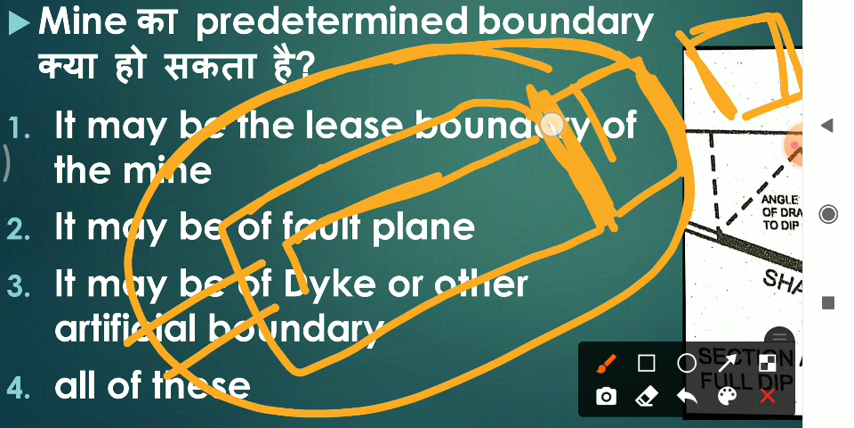 Mine का predetermined boundary
क्या हो सकता है?
1. It may be the lease boundary of
the mine
2. It may be of fault plane
3. It may be of Dyke or other
artificial boundary
4. all of these
ANGLE
OF DRA
TO DIP
SHA
SECTION A
FULL DIP